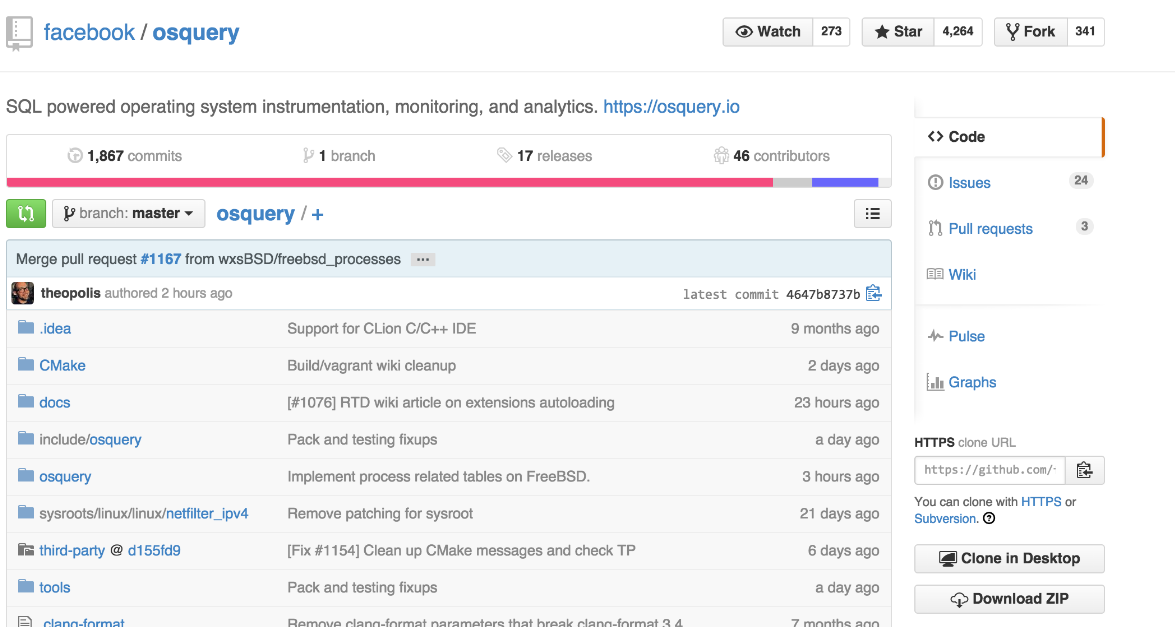 facebook / osquery
Watch 273
Star 4,264
Fork 341
SQL powered operating system instrumentation, monitoring, and analytics. https://osquery.io
1,867 commits
1 branch
17 releases
46 contributors
branch: master
osquery / +
Merge pull request #1167 from wxsBSD/freebsd_processes ...
theopolis authored 2 hours ago
latest commit 4647b8737b
.idea Support for CLion C/C++ IDE 9 months ago
CMake Build/vagrant wiki cleanup 2 days ago
docs [#1076] RTD wiki article on extensions autoloading 23 hours ago
include/osquery Pack and testing fixups a day ago
osquery Implement process related tables on FreeBSD. 3 hours ago
sysroots/linux/linux/netfilter_ipv4 Remove patching for sysroot 21 days ago
third-party @ d155fd9 [Fix #1154] Clean up CMake messages and check TP 6 days ago
tools Pack and testing fixups a day ago
.clang-format Remove clang-format parameters that break clang-format 3.4 7 months ago
Code
Issues 24
Pull requests 3
Wiki
Pulse
Graphs
HTTPS clone URL
https://github.com/
You can clone with HTTPS or
Subversion.
Clone in Desktop
Download ZIP